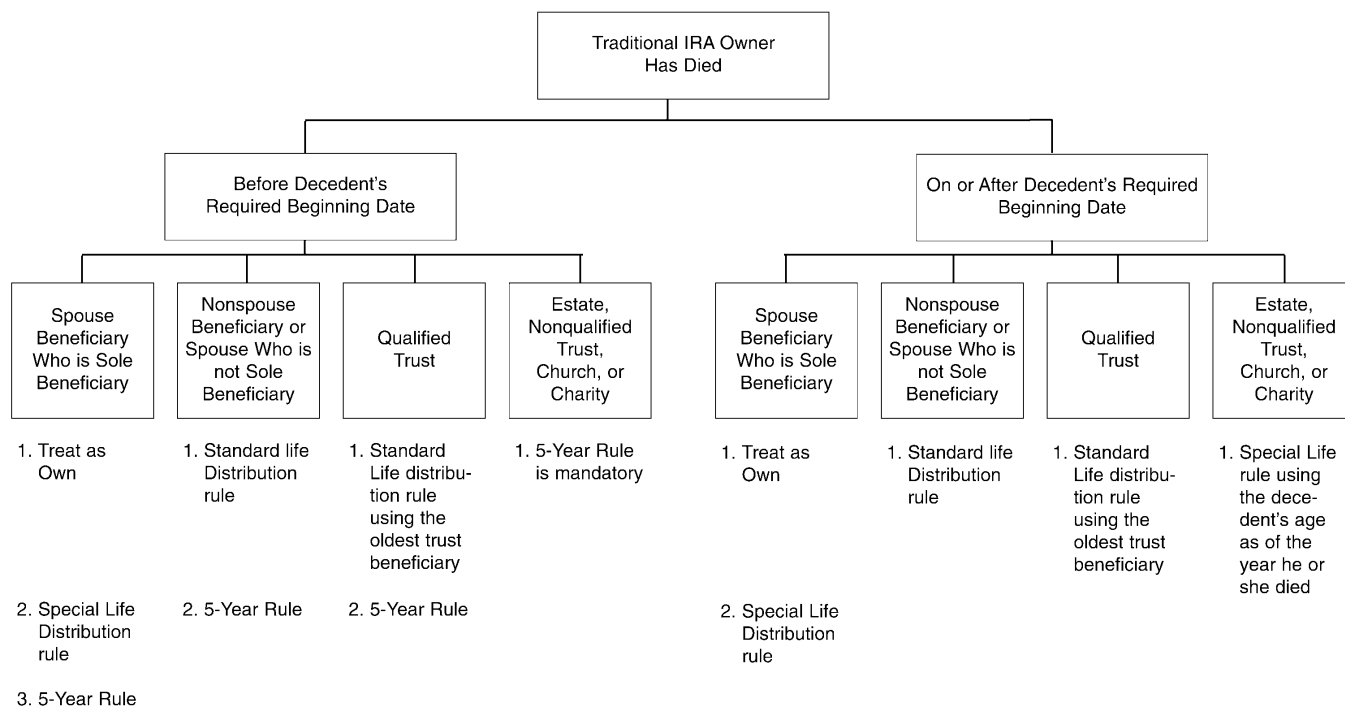 Traditional IRA Owner
Has Died
Before Decedent's
Required Beginning Date
On or After Decedent's Required
Beginning Date
Spouse
Beneficiary
Who is Sole
Beneficiary
Nonspouse
Beneficiary or
Spouse Who is
not Sole
Beneficiary
Qualified
Trust
Estate,
Nonqualified
Trust,
Church, or
Charity
Spouse
Beneficiary
Who is Sole
Beneficiary
Nonspouse
Beneficiary or
Spouse Who is
not Sole
Beneficiary
Qualified
Trust
Estate,
Nonqualified
Trust,
Church, or
Charity
1. Treat as
Own
2. Special Life
Distribution
rule
3. 5-Year Rule
1. Standard life
Distribution
rule
2. 5-Year Rule
1. Standard
Life distribu-
tion rule
using the
oldest trust
beneficiary
2. 5-Year Rule
1. 5-Year Rule
is mandatory
1. Treat as
Own
2. Special Life
Distribution
rule
1. Standard life
Distribution
rule
1. Standard
Life distribu-
tion rule
using the
oldest trust
beneficiary
1. Special Life
rule using
the dece-
dent's age
as of the
year he or
she died